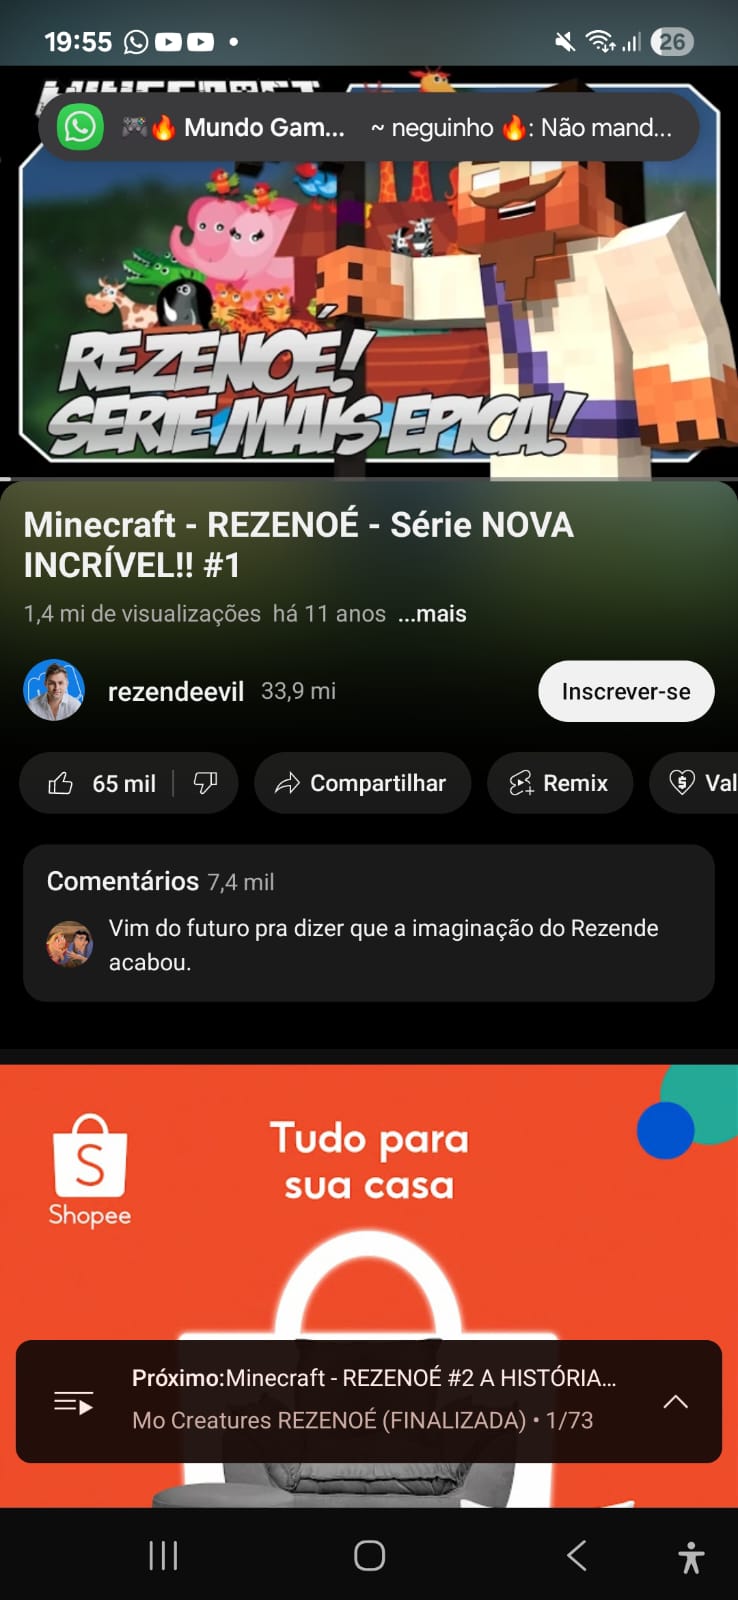 19:55
26
MINECRAFT
Mundo Gam... ~ neguinho 🔥: Não mand...
REZENOÉ!
SERIE MAIS EPICA!
Minecraft - REZENOÉ - Série NOVA
INCRÍVEL!! #1
1,4 mi de visualizações há 11 anos ...mais
rezendeevil 33,9 mi
Inscrever-se
65 mil
Compartilhar
Remix
Val
Comentários 7,4 mil
Vim do futuro pra dizer que a imaginação do Rezende
acabou.
Tudo para
sua casa
S
Shopee
Próximo:Minecraft - REZENOÉ #2 A HISTÓRIA...
Mo Creatures REZENOÉ (FINALIZADA) • 1/73